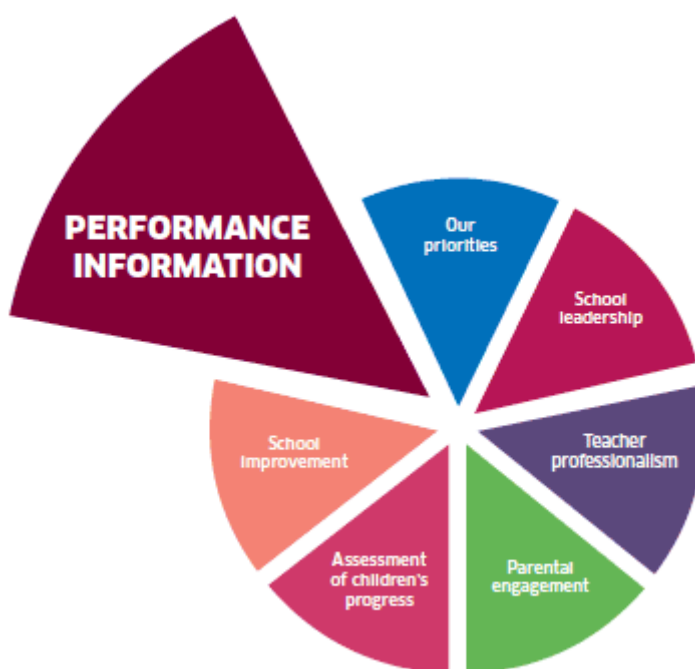 PERFORMANCE
INFORMATION
Our
priorities
School
leadership
Teacher
professionalism
Parental
engagement
Assessment
of children's
progress
School
improvement